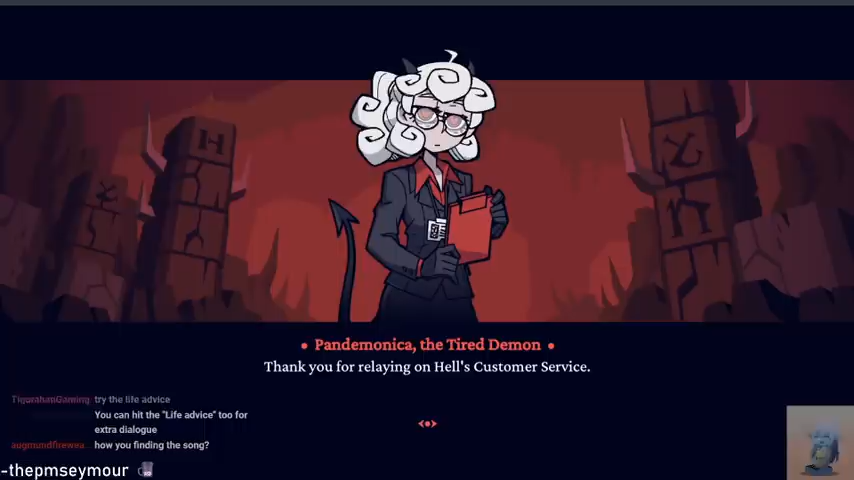 • Pandemonica, the Tired Demon •
Thank you for relaying on Hell's Customer Service.
TigurahanGaming try the life advice
You can hit the "Life advice" too for
extra dialogue
how you finding the song?
-thepmseymour